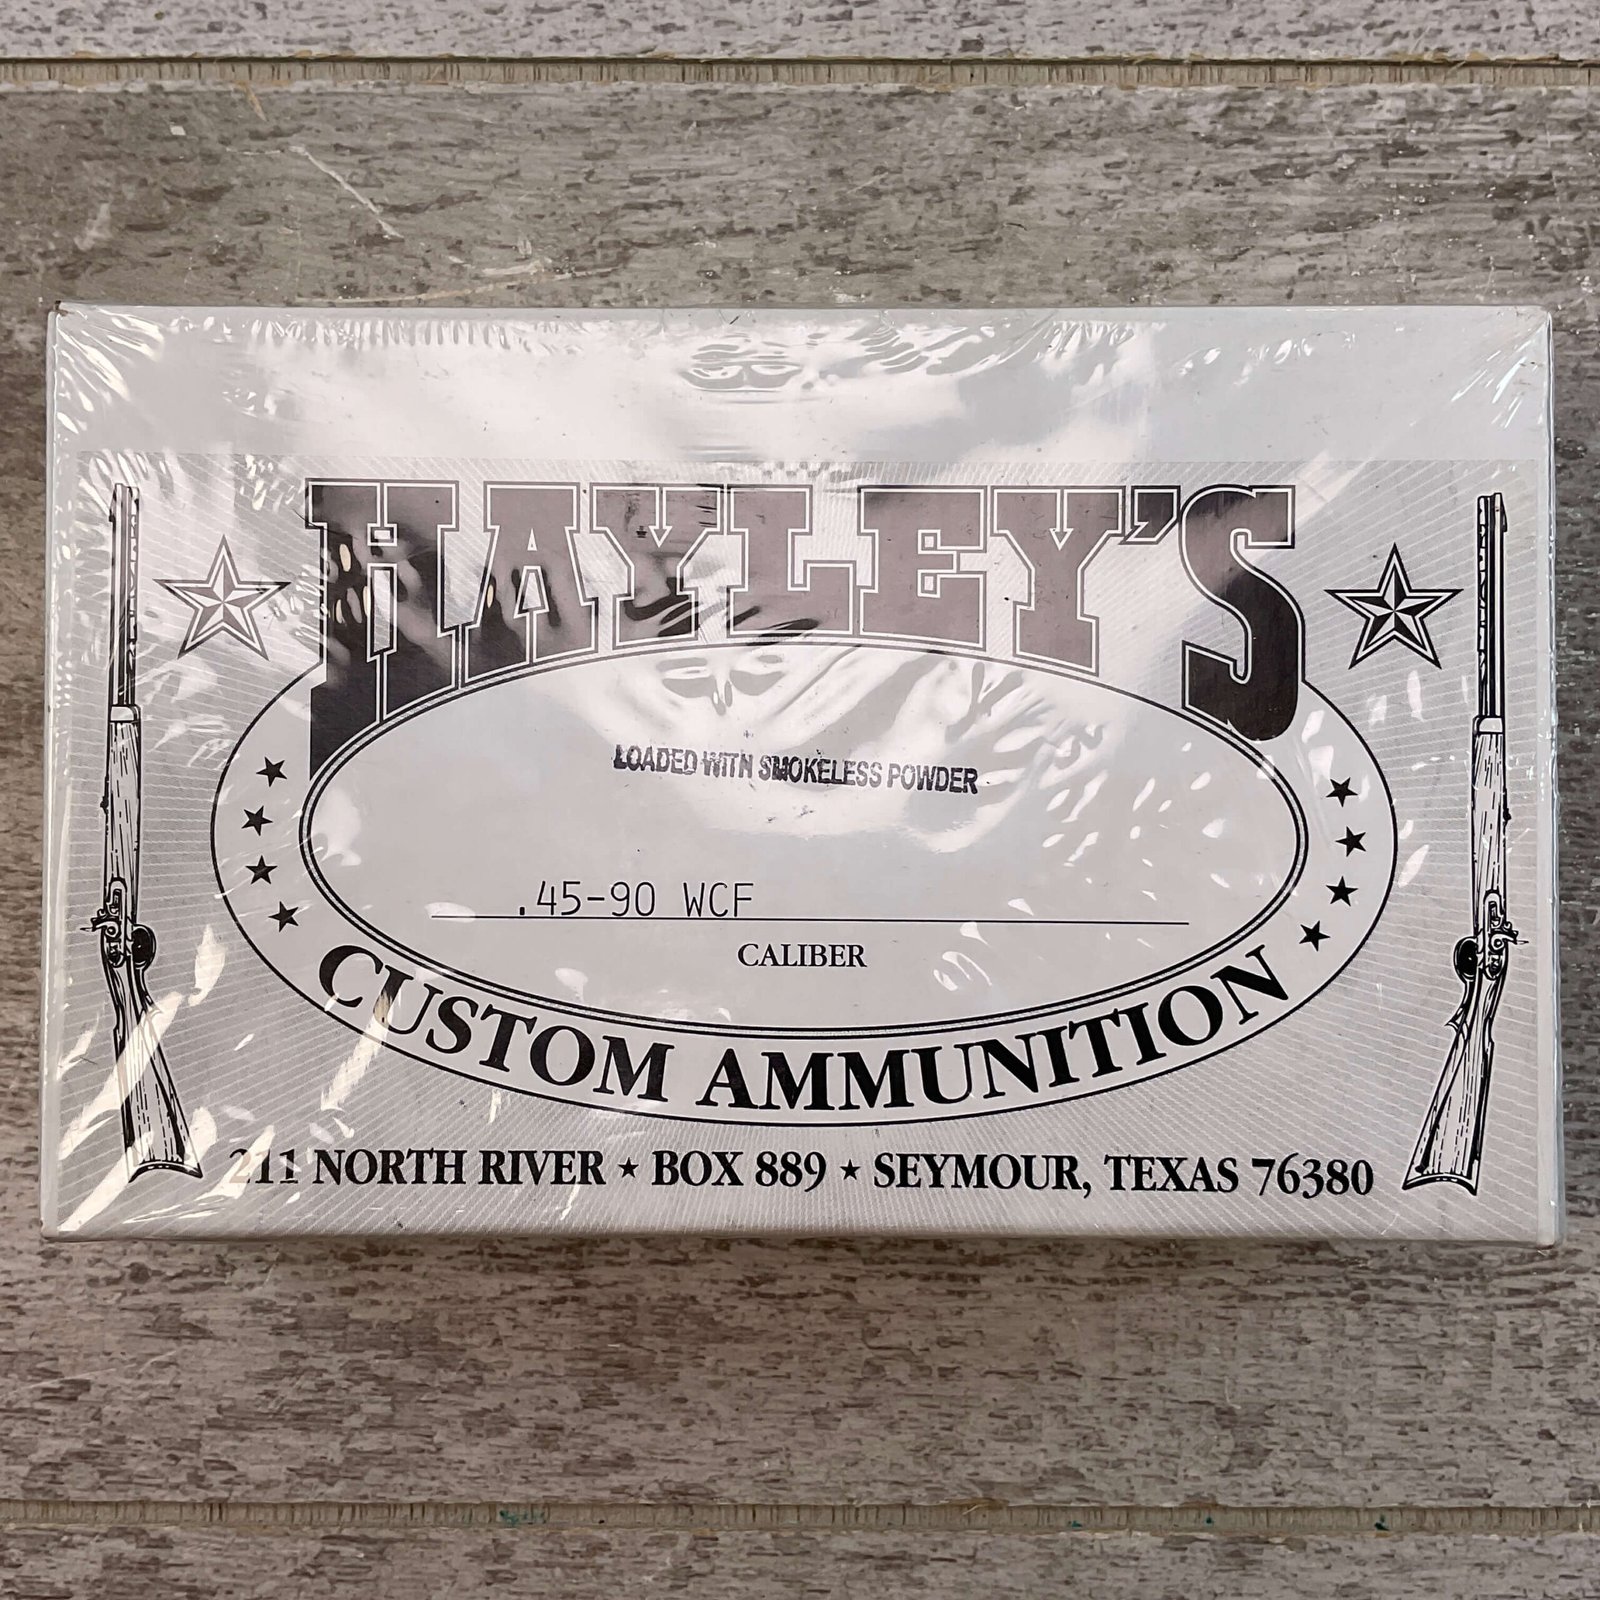 HAYLEY'S
LOADED WITH SMOKELESS POWDER
.45-90 WCF
CALIBER
CUSTOM AMMUNITION
211 NORTH RIVER ★ BOX 889 ★ SEYMOUR, TEXAS 76380